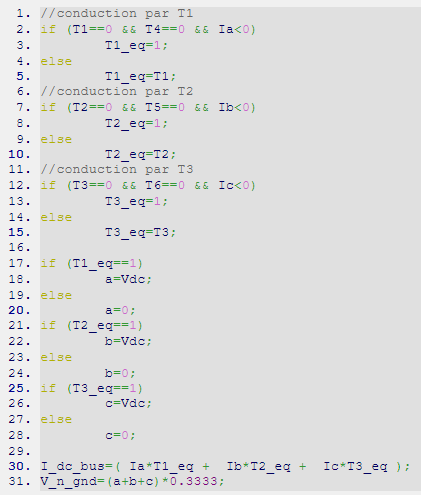 1. //conduction par T1
2. if (T1==0 && T4==0 && Ia<0)
3. T1_eq=1;
4. else
5. T1_eq=T1;
6. //conduction par T2
7. if (T2==0 && T5==0 && Ib<0)
8. T2_eq=1;
9. else
10. T2_eq=T2;
11. //conduction par T3
12. if (T3==0 && T6==0 && Ic<0)
13. T3_eq=1;
14. else
15. T3_eq=T3;
16.
17. if (T1_eq==1)
18. a=Vdc;
19. else
20. a=0;
21. if (T2_eq==1)
22. b=Vdc;
23. else
24. b=0;
25. if (T3_eq==1)
26. c=Vdc;
27. else
28. c=0;
29.
30. I_dc_bus=( Ia*T1_eq + Ib*T2_eq + Ic*T3_eq );
31. V_n_gnd=(a+b+c)*0.3333;